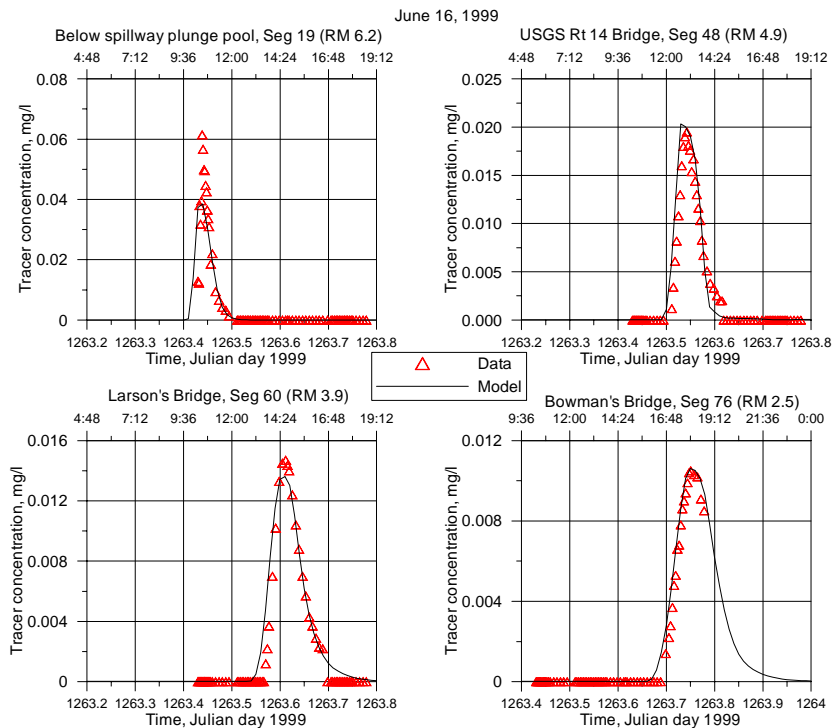 June 16, 1999
Below spillway plunge pool, Seg 19 (RM 6.2)
4:48 7:12 9:36 12:00 14:24 16:48 19:12
0.08
0.06
0.04
0.02
0
Tracer concentration, mg/l
1263.2 1263.3 1263.4 1263.5 1263.6 1263.7 1263.8
Time, Julian day 1999
USGS Rt 14 Bridge, Seg 48 (RM 4.9)
4:48 7:12 9:36 12:00 14:24 16:48 19:12
0.025
0.020
0.015
0.010
0.005
0.000
Tracer concentration, mg/l
1263.2 1263.3 1263.4 1263.5 1263.6 1263.7 1263.8
Time, Julian day 1999
Data
Model
Larson's Bridge, Seg 60 (RM 3.9)
4:48 7:12 9:36 12:00 14:24 16:48 19:12
0.016
0.012
0.008
0.004
0
Tracer concentration, mg/l
1263.2 1263.3 1263.4 1263.5 1263.6 1263.7 1263.8
Time, Julian day 1999
Bowman's Bridge, Seg 76 (RM 2.5)
9:36 12:00 14:24 16:48 19:12 21:36 0:00
0.012
0.008
0.004
0
Tracer concentration, mg/l
1263.4 1263.5 1263.6 1263.7 1263.8 1263.9 1264
Time, Julian day 1999